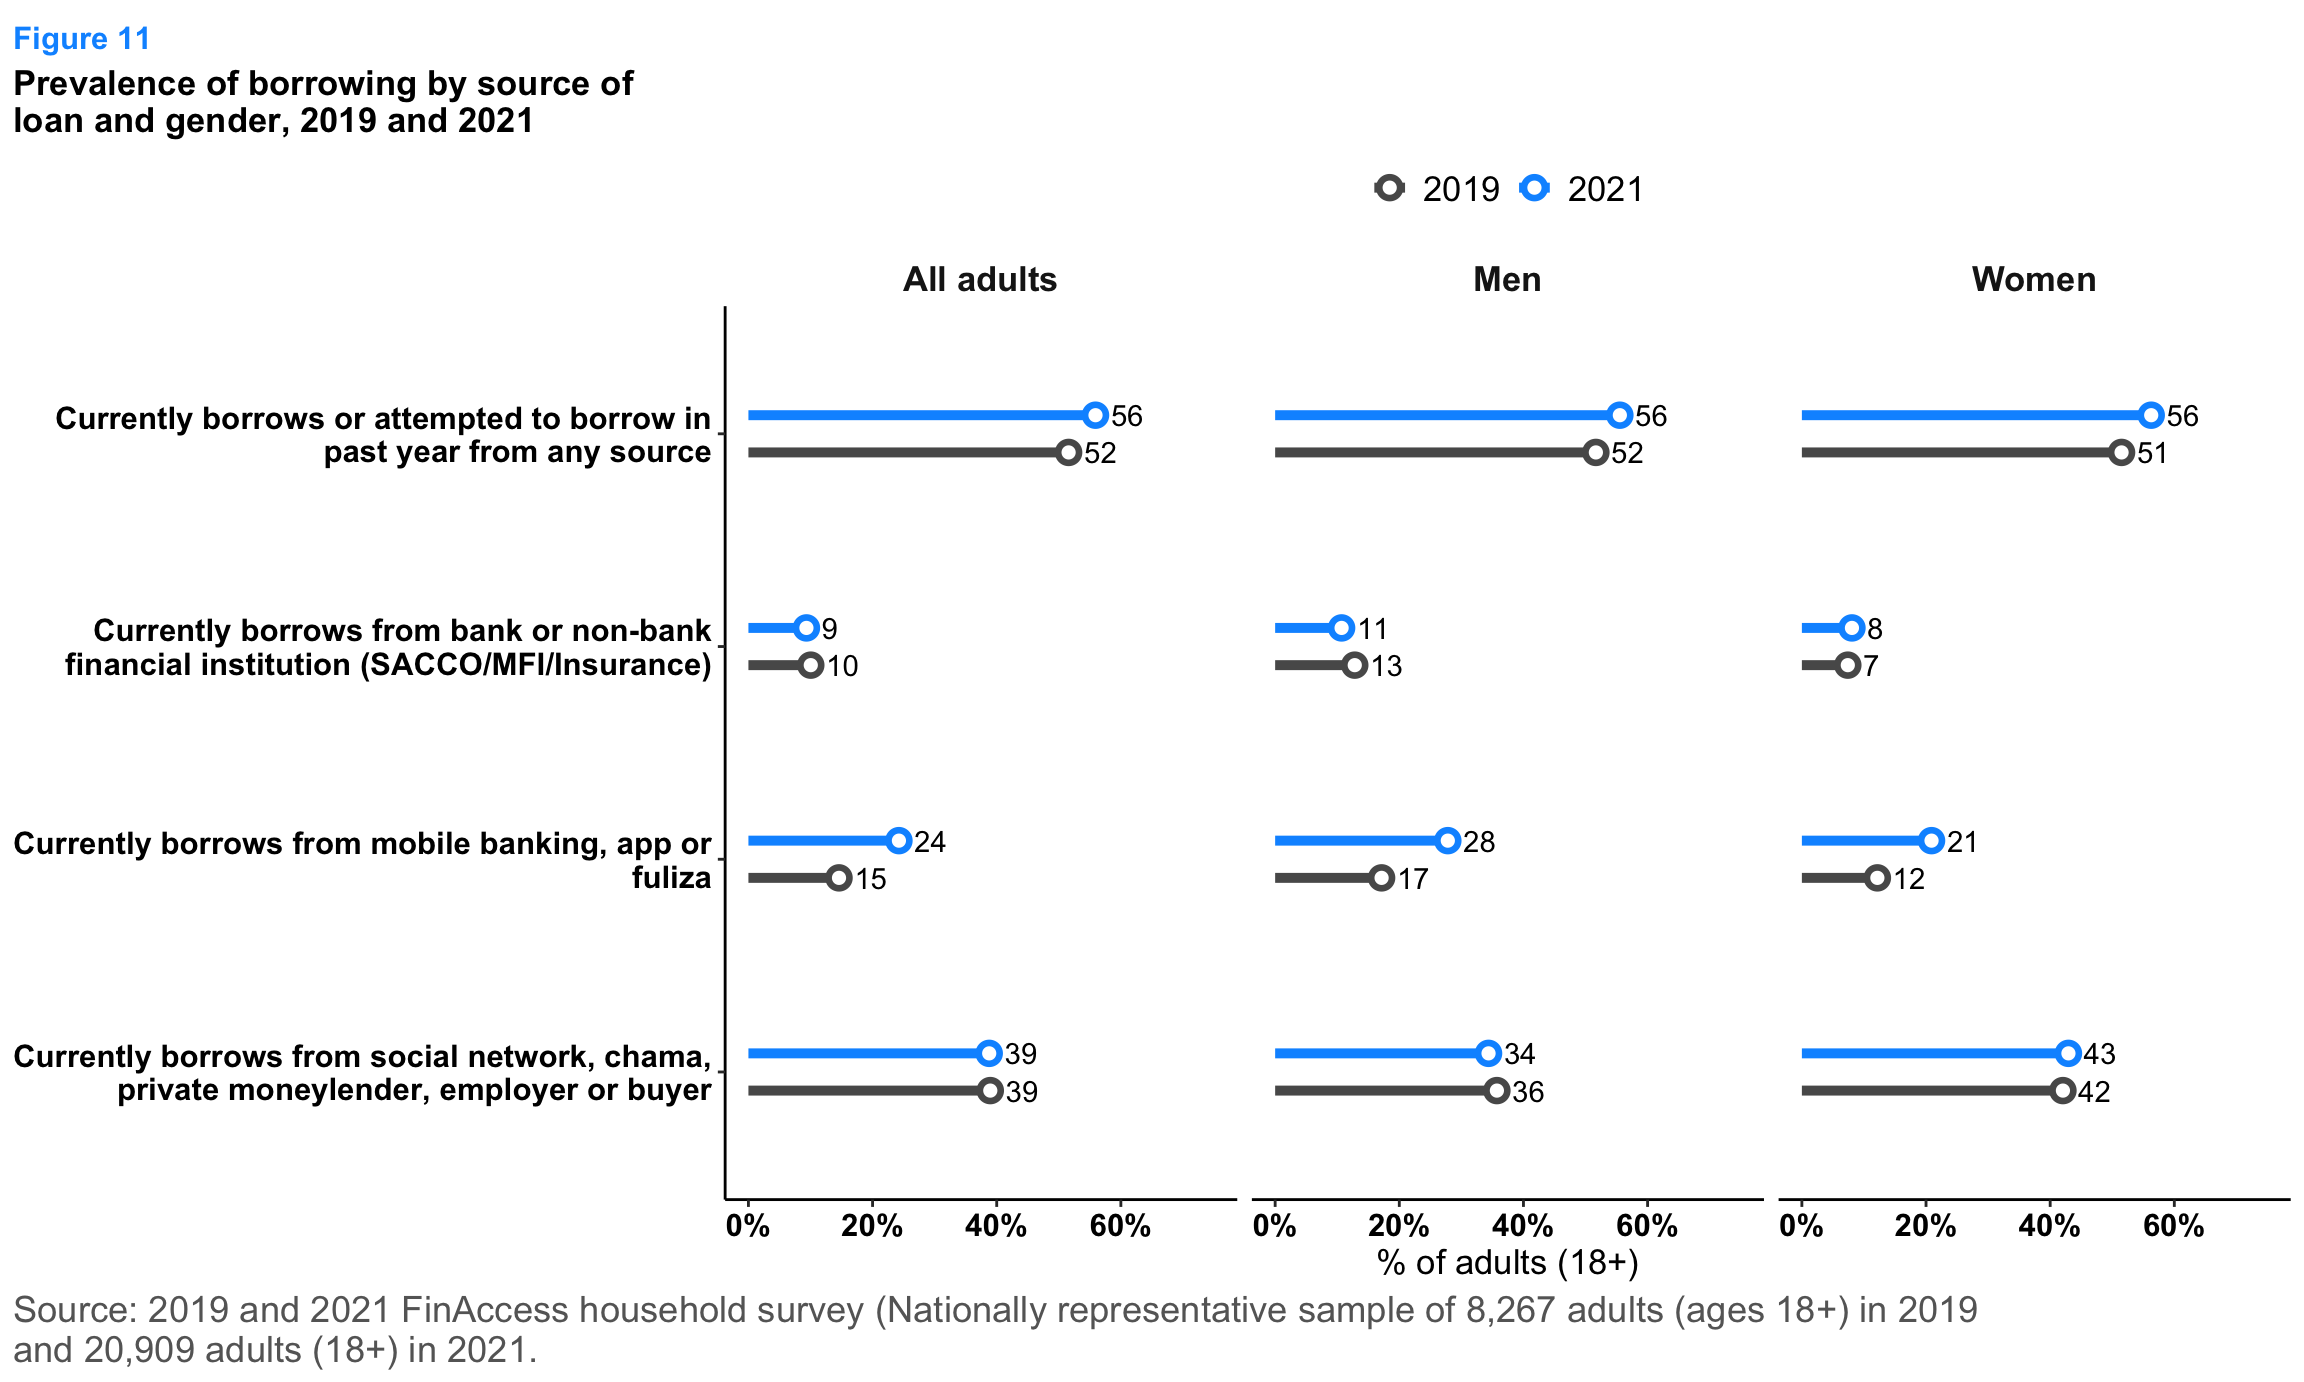 Figure 11
Prevalence of borrowing by source of
loan and gender, 2019 and 2021
2019 2021
All adults Men Women
Currently borrows or attempted to borrow in
past year from any source
56 56 56
52 52 51
Currently borrows from bank or non-bank
financial institution (SACCO/MFI/Insurance)
9 11 8
10 13 7
Currently borrows from mobile banking, app or
fuliza
24 28 21
15 17 12
Currently borrows from social network, chama,
private moneylender, employer or buyer
39 34 43
39 36 42
0% 20% 40% 60% 0% 20% 40% 60% 0% 20% 40% 60%
% of adults (18+)
Source: 2019 and 2021 FinAccess household survey (Nationally representative sample of 8,267 adults (ages 18+) in 2019
and 20,909 adults (18+) in 2021.